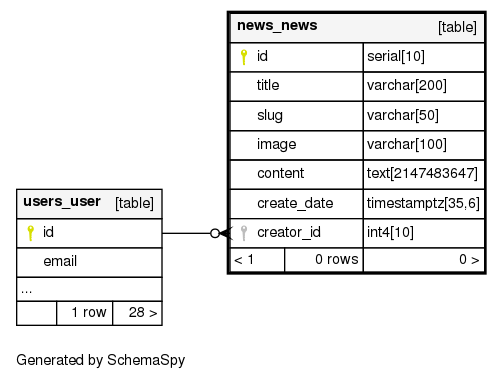 news_news [table]
id serial[10]
title varchar[200]
slug varchar[50]
image varchar[100]
content text[2147483647]
create_date timestamptz[35,6]
creator_id int4[10]
< 1 0 rows 0 >
users_user [table]
id
email
...
1 row 28 >
Generated by SchemaSpy